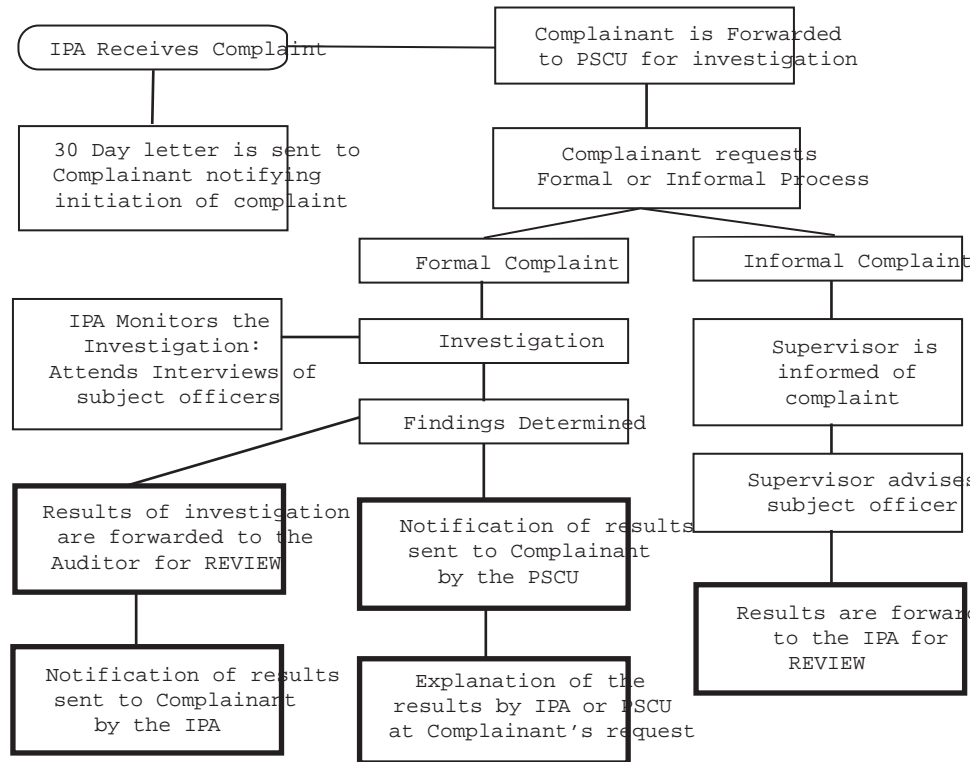 IPA Receives Complaint
Complainant is Forwarded
to PSCU for investigation
30 Day letter is sent to
Complainant notifying
initiation of complaint
Complainant requests
Formal or Informal Process
Formal Complaint
Informal Complaint
IPA Monitors the
Investigation:
Attends Interviews of
subject officers
Investigation
Supervisor is
informed of
complaint
Findings Determined
Supervisor advises
subject officer
Results of investigation
are forwarded to the
Auditor for REVIEW
Notification of results
sent to Complainant
by the PSCU
Results are forward
to the IPA for
REVIEW
Notification of results
sent to Complainant
by the IPA
Explanation of the
results by IPA or PSCU
at Complainant's request